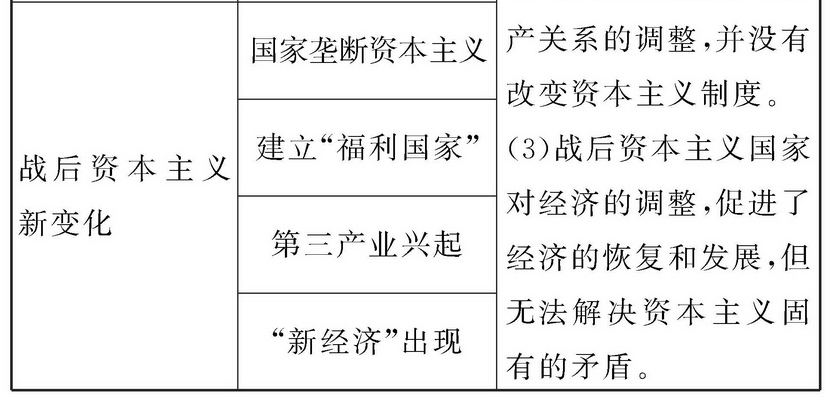 战后资本主义
新变化
国家垄断资本主义
建立“福利国家”
第三产业兴起
“新经济”出现
产关系的调整,并没有
改变资本主义制度。
(3)战后资本主义国家
对经济的调整,促进了
经济的恢复和发展,但
无法解决资本主义固
有的矛盾。